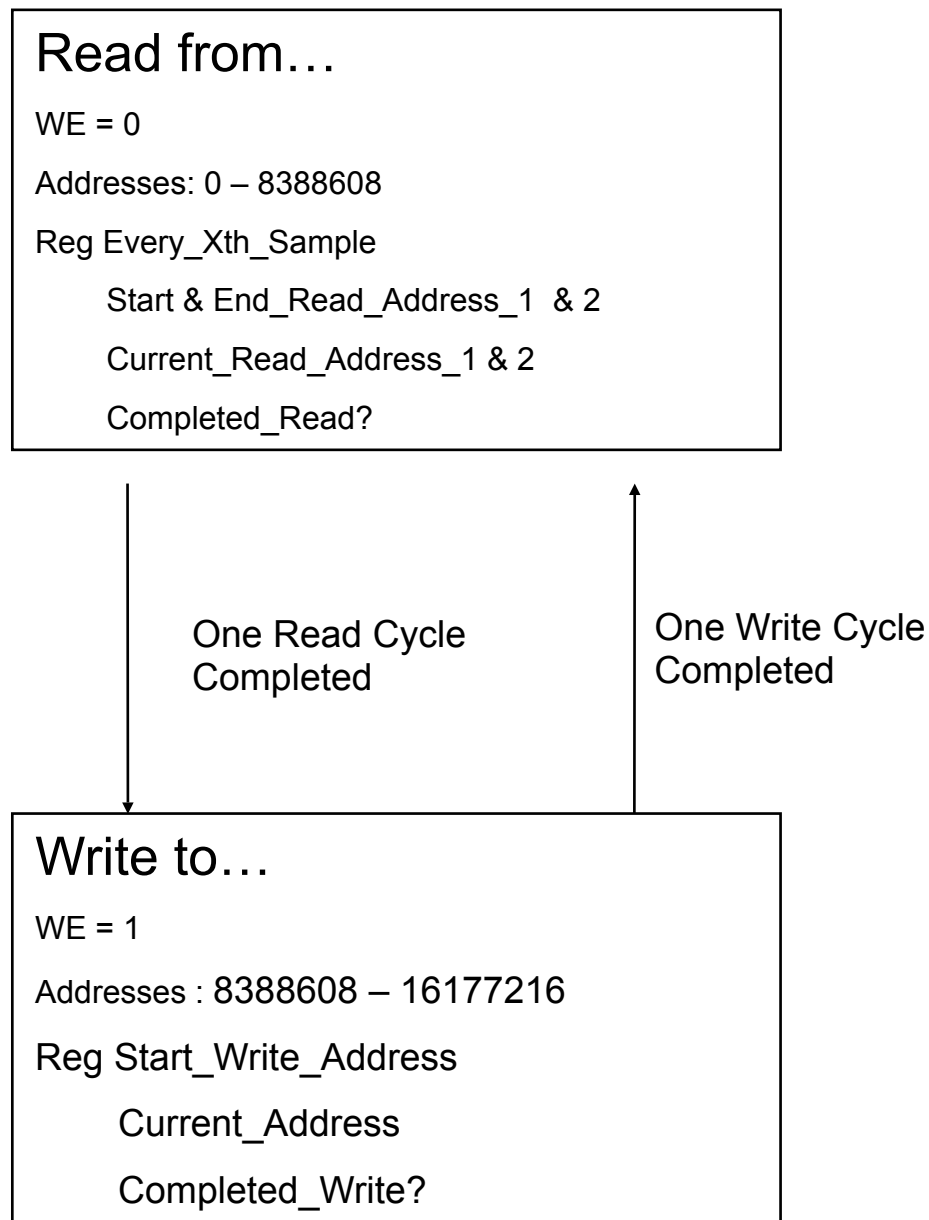 Read from…
WE = 0
Addresses: 0 – 8388608
Reg Every_Xth_Sample
Start & End_Read_Address_1 & 2
Current_Read_Address_1 & 2
Completed_Read?
One Read Cycle
Completed
One Write Cycle
Completed
Write to…
WE = 1
Addresses : 8388608 – 16177216
Reg Start_Write_Address
Current_Address
Completed_Write?